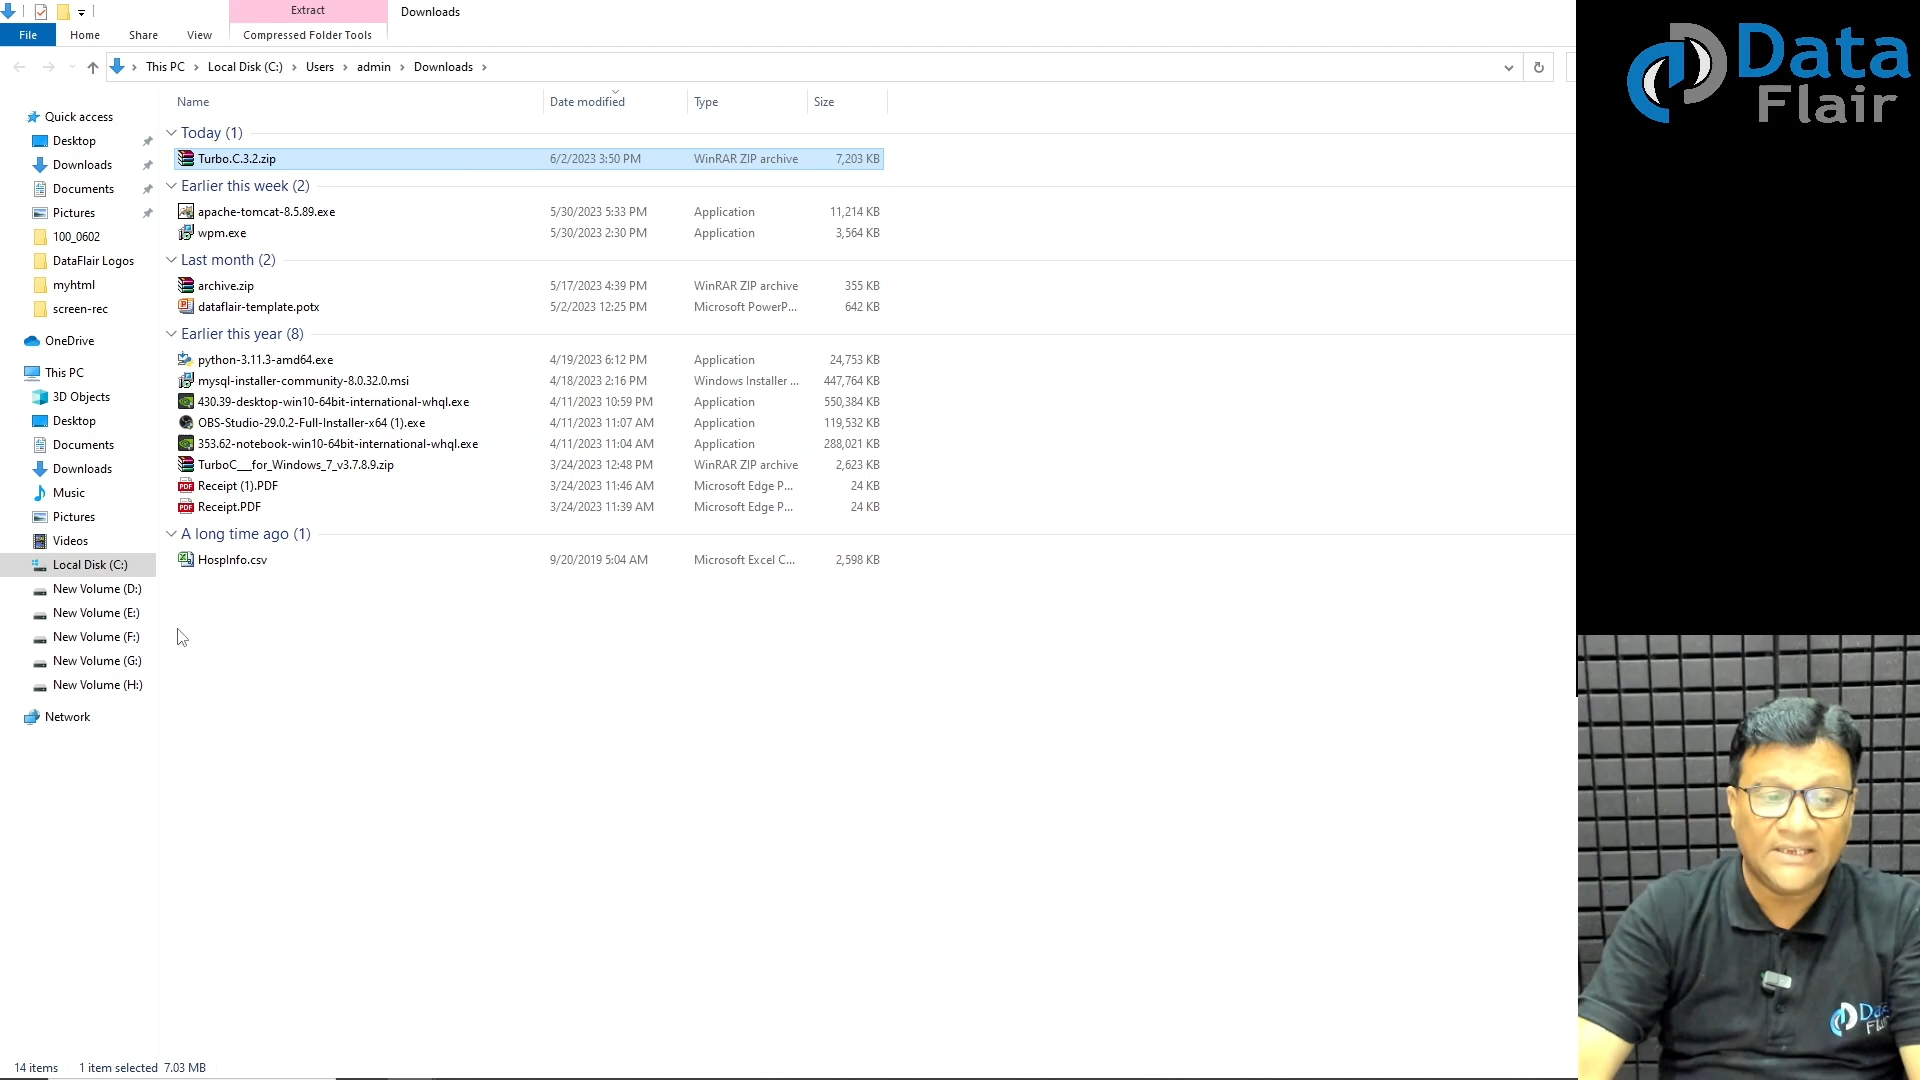 Extract
Downloads
File
Home
Share
View
Compressed Folder Tools
This PC
Local Disk (C:)
Users
admin
Downloads
Name
Date modified
Type
Size
Quick access
Desktop
Downloads
Documents
Pictures
100_0602
DataFlair Logos
myhtml
screen-rec
OneDrive
This PC
3D Objects
Desktop
Documents
Downloads
Music
Pictures
Videos
Local Disk (C:)
New Volume (D:)
New Volume (E:)
New Volume (F:)
New Volume (G:)
New Volume (H:)
Network
Today (1)
Turbo.C.3.2.zip 6/2/2023 3:50 PM WinRAR ZIP archive 7,203 KB
Earlier this week (2)
apache-tomcat-8.5.89.exe 5/30/2023 5:33 PM Application 11,214 KB
wpm.exe 5/30/2023 2:30 PM Application 3,564 KB
Last month (2)
archive.zip 5/17/2023 4:39 PM WinRAR ZIP archive 355 KB
dataflair-template.potx 5/2/2023 12:25 PM Microsoft PowerP... 642 KB
Earlier this year (8)
python-3.11.3-amd64.exe 4/19/2023 6:12 PM Application 24,753 KB
mysql-installer-community-8.0.32.0.msi 4/18/2023 2:16 PM Windows Installer ... 447,764 KB
430.39-desktop-win10-64bit-international-whql.exe 4/11/2023 10:59 PM Application 550,384 KB
OBS-Studio-29.0.2-Full-Installer-x64 (1).exe 4/11/2023 11:07 AM Application 119,532 KB
353.62-notebook-win10-64bit-international-whql.exe 4/11/2023 11:04 AM Application 288,021 KB
TurboC___for_Windows_7_v3.7.8.9.zip 3/24/2023 12:48 PM WinRAR ZIP archive 2,623 KB
Receipt (1).PDF 3/24/2023 11:46 AM Microsoft Edge P... 24 KB
Receipt.PDF 3/24/2023 11:39 AM Microsoft Edge P... 24 KB
A long time ago (1)
HospInfo.csv 9/20/2019 5:04 AM Microsoft Excel C... 2,598 KB
14 items 1 item selected 7.03 MB
Data
Flair